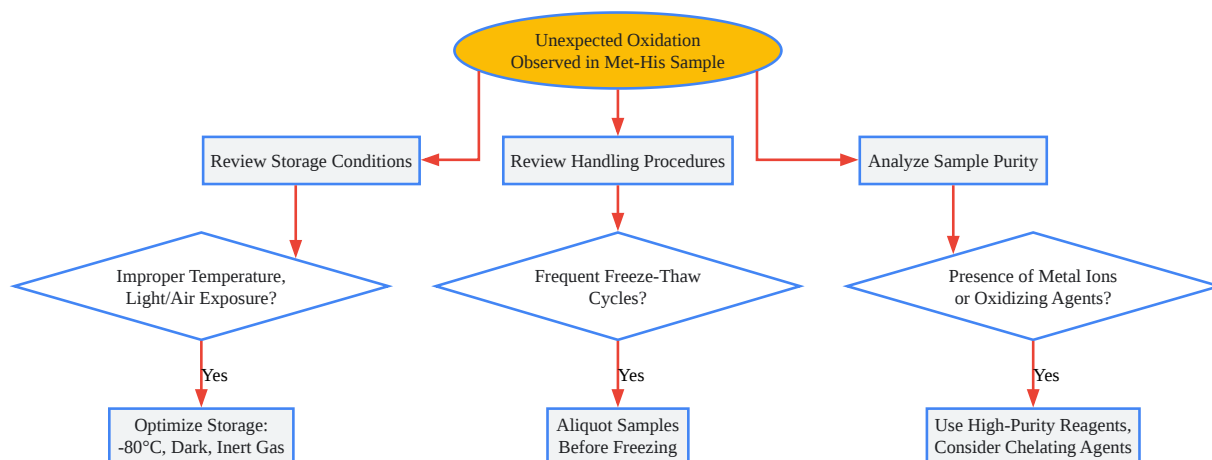 Unexpected Oxidation
Observed in Met-His Sample
Review Storage Conditions
Review Handling Procedures
Analyze Sample Purity
Improper Temperature,
Light/Air Exposure?
Frequent Freeze-Thaw
Cycles?
Presence of Metal Ions
or Oxidizing Agents?
Yes
Yes
Yes
Optimize Storage:
-80°C, Dark, Inert Gas
Aliquot Samples
Before Freezing
Use High-Purity Reagents,
Consider Chelating Agents